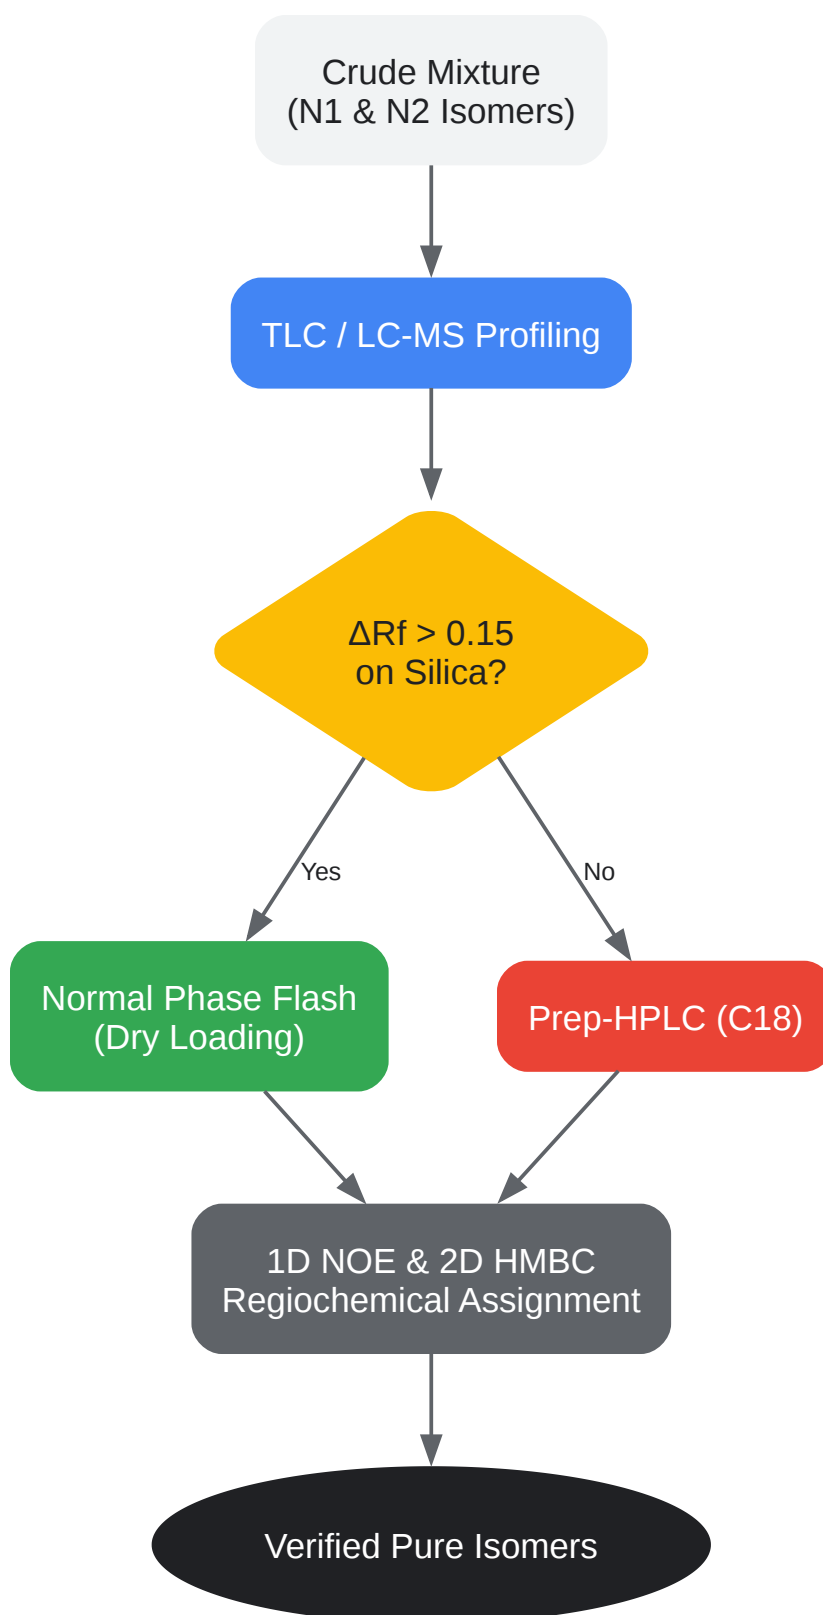 Crude Mixture
(N1 & N2 Isomers)
TLC / LC-MS Profiling
ΔRf > 0.15
on Silica?
Yes
No
Normal Phase Flash
(Dry Loading)
Prep-HPLC (C18)
1D NOE & 2D HMBC
Regiochemical Assignment
Verified Pure Isomers